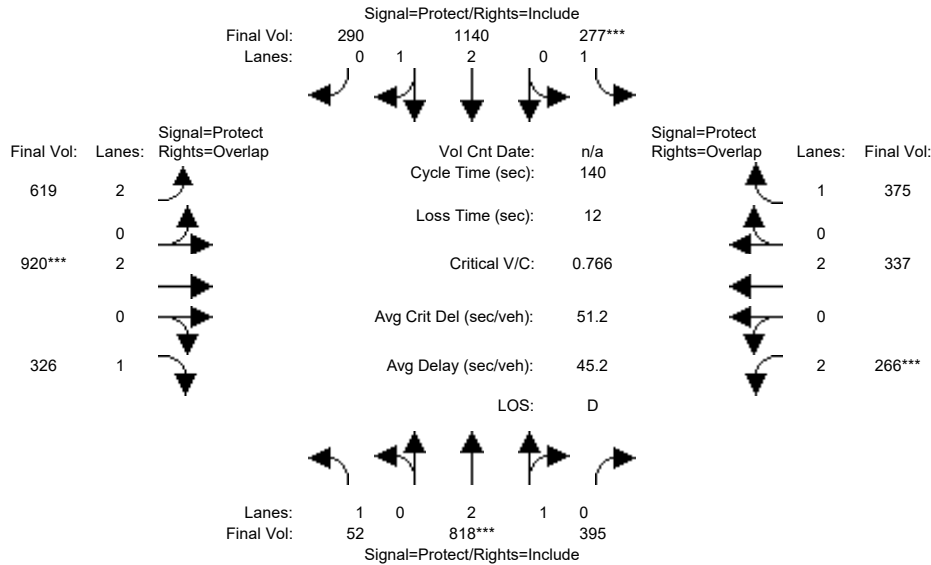 Signal=Protect/Rights=Include
Final Vol: 290 1140 277***
Lanes: 0 1 2 0 1
Signal=Protect Signal=Protect
Final Vol: Lanes: Rights=Overlap Vol Cnt Date: n/a Rights=Overlap Lanes: Final Vol:
Cycle Time (sec): 140
619 2 1 375
Loss Time (sec): 12
0 0
920*** 2 Critical V/C: 0.766 2 337
0 Avg Crit Del (sec/veh): 51.2 0
326 1 Avg Delay (sec/veh): 45.2 2 266***
LOS: D
Lanes: 1 0 2 1 0
Final Vol: 52 818*** 395
Signal=Protect/Rights=Include